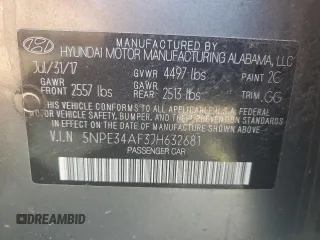 MANUFACTURED BY
HYUNDAI MOTOR MANUFACTURING ALABAMA, LLC
Jul/31/17 GVWR 4497 lbs PAINT 2G
GAWR FRONT 2557 lbs GAWR REAR 2513 lbs TRIM GG
THIS VEHICLE CONFORMS TO ALL APPLICABLE
FEDERAL MOTOR VEHICLE SAFETY, BUMPER, AND
THEFT PREVENTION STANDARDS IN
EFFECT ON THE DATE OF MANUFACTURE SHOWN ABOVE.
V.I.N 5NPE34AF3JH632681
PASSENGER CAR
DREAMBID